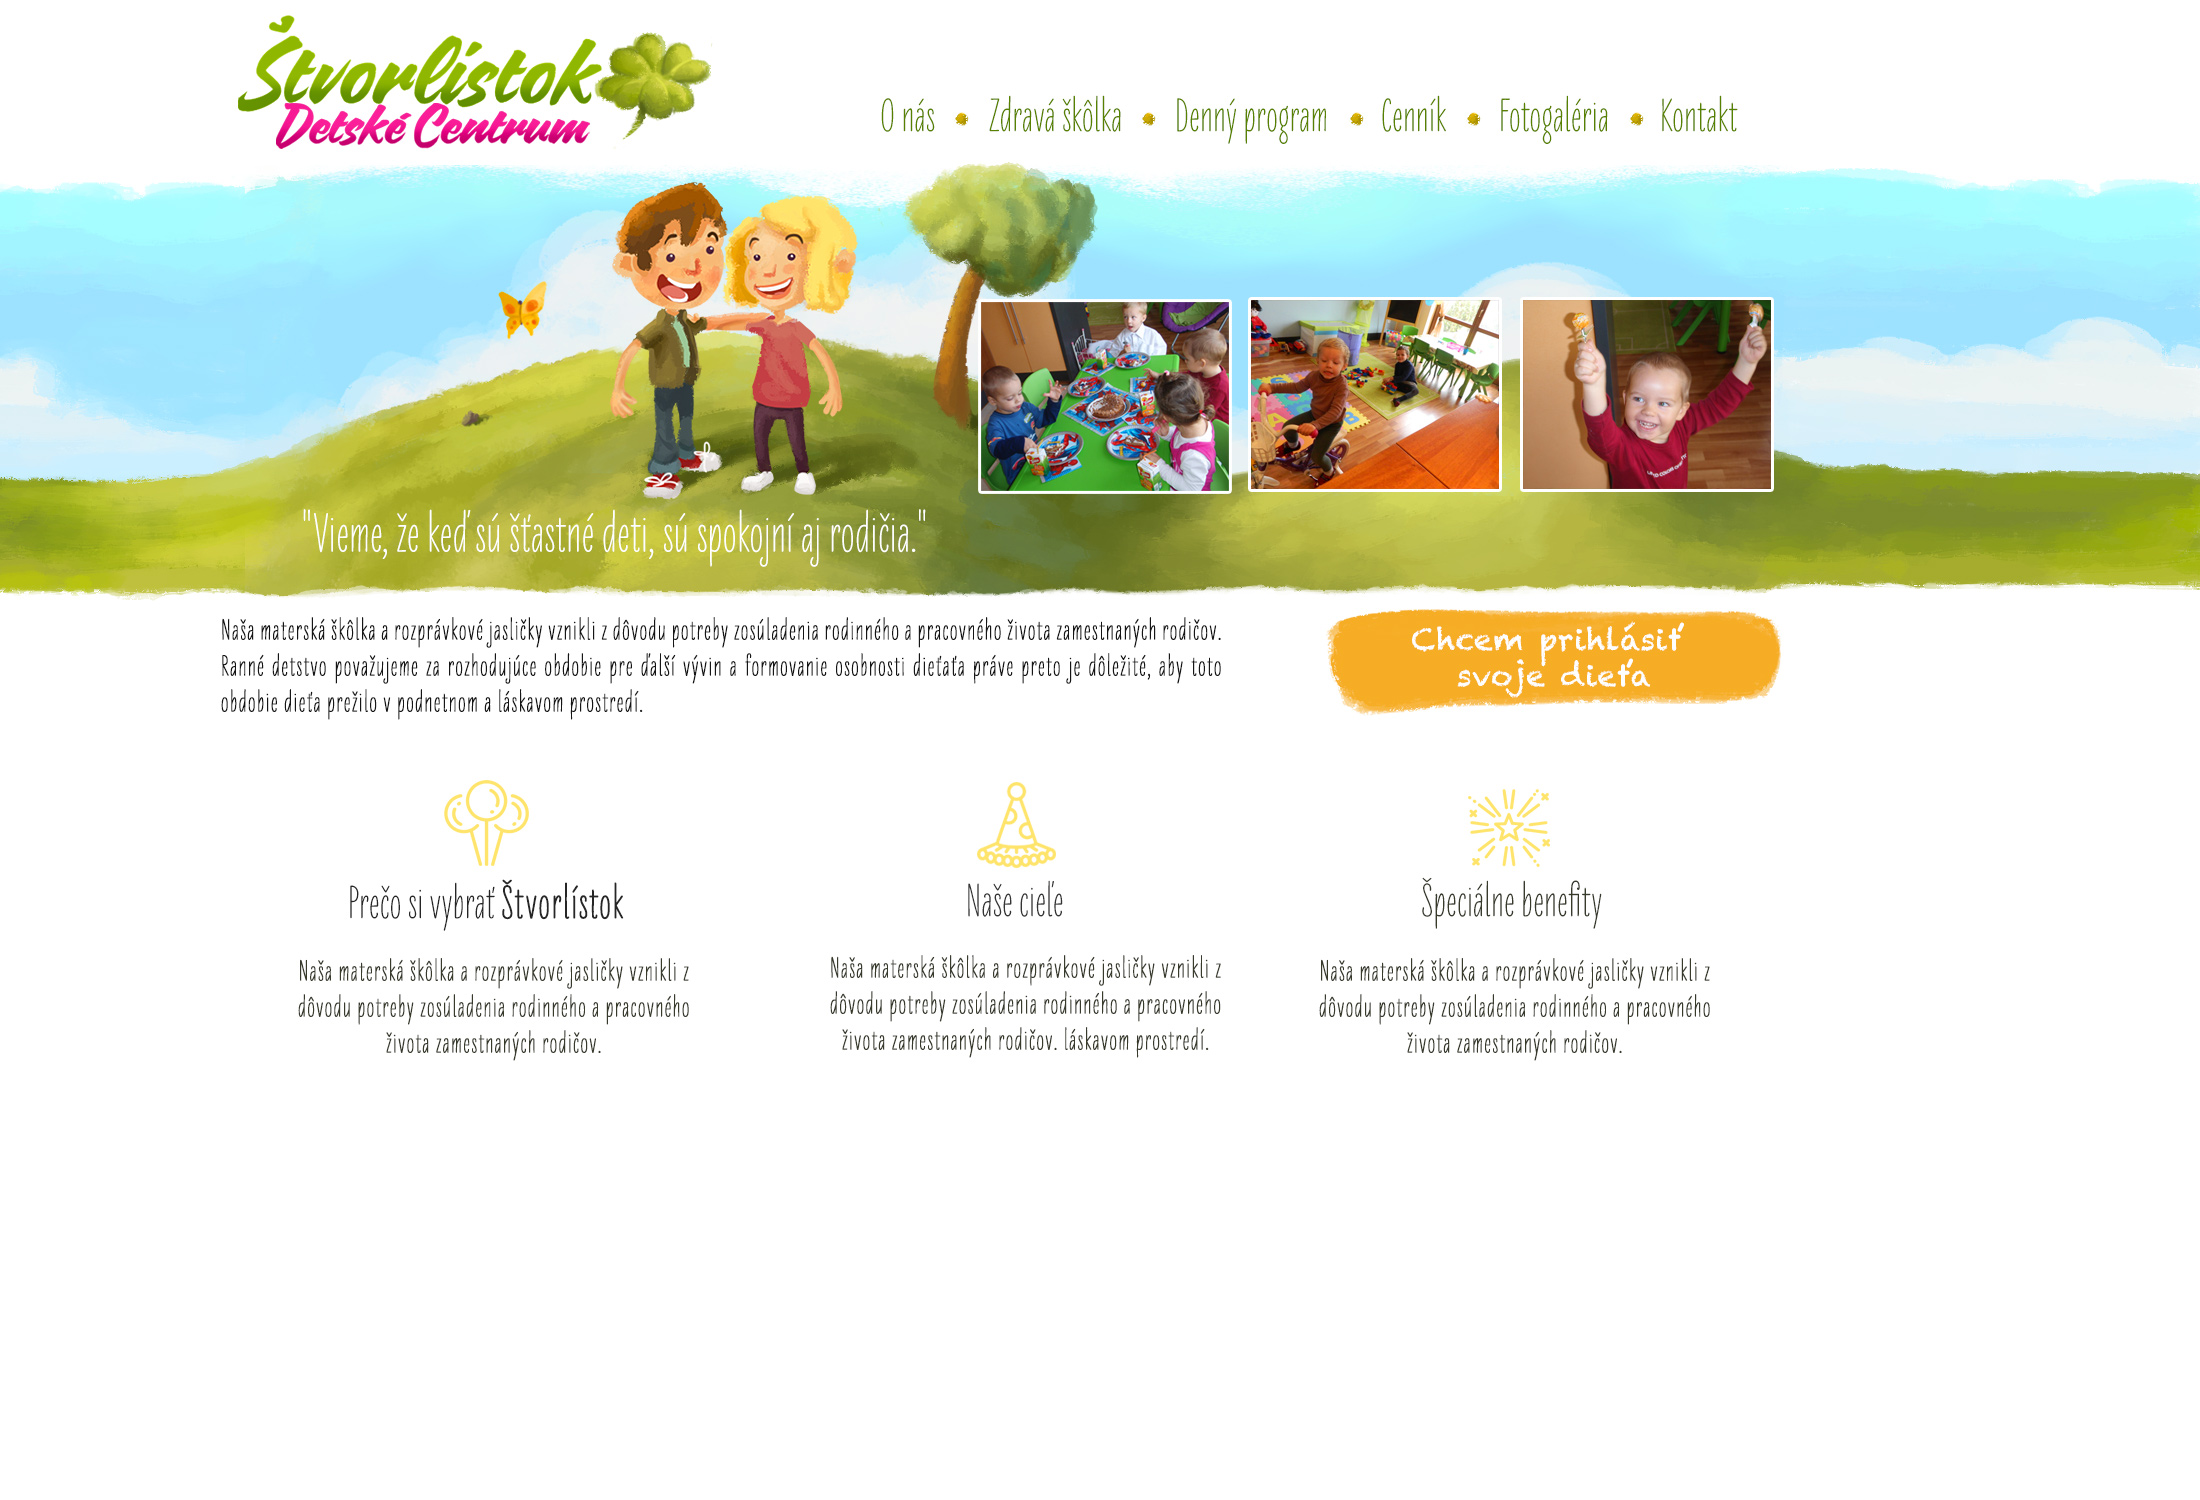 Štvorlístok
Detské Centrum
O nás
Zdravá škôlka
Denný program
Cenník
Fotogaléria
Kontakt
"Vieme, že keď sú šťastné deti, sú spokojní aj rodičia."
Naša materská škôlka a rozprávkové jasličky vznikli z dôvodu potreby zosúladenia rodinného a pracovného života zamestnaných rodičov.
Ranné detstvo považujeme za rozhodujúce obdobie pre ďalší vývin a formovanie osobnosti dieťaťa práve preto je dôležité, aby toto
obdobie dieťa prežilo v podnetnom a láskavom prostredí.
Chcem prihlásiť
svoje dieťa
Prečo si vybrať Štvorlístok
Naša materská škôlka a rozprávkové jasličky vznikli z
dôvodu potreby zosúladenia rodinného a pracovného
života zamestnaných rodičov.
Naše cieľe
Naša materská škôlka a rozprávkové jasličky vznikli z
dôvodu potreby zosúladenia rodinného a pracovného
života zamestnaných rodičov. láskavom prostredí.
Špeciálne benefity
Naša materská škôlka a rozprávkové jasličky vznikli z
dôvodu potreby zosúladenia rodinného a pracovného
života zamestnaných rodičov.